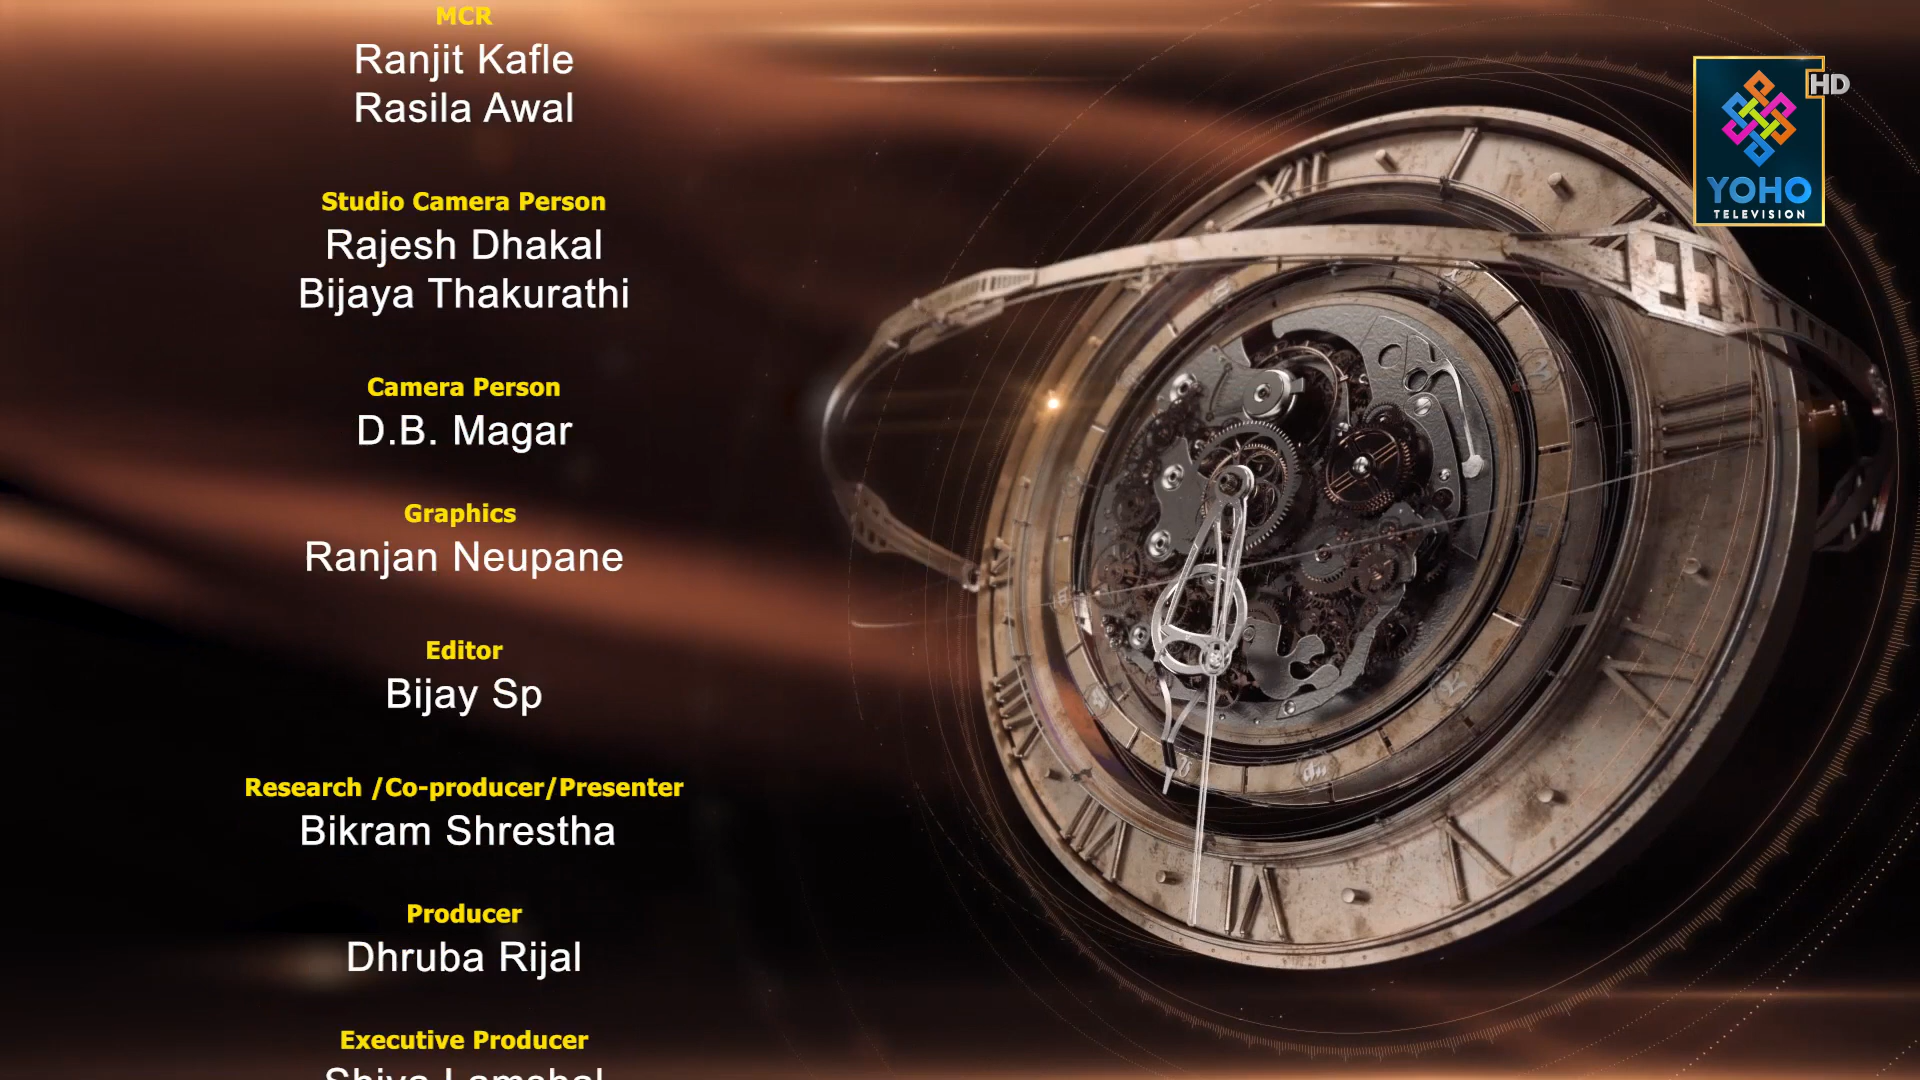 MCR
Ranjit Kafle
Rasila Awal
Studio Camera Person
Rajesh Dhakal
Bijaya Thakurathi
Camera Person
D.B. Magar
Graphics
Ranjan Neupane
Editor
Bijay Sp
Research /Co-producer/Presenter
Bikram Shrestha
Producer
Dhruba Rijal
Executive Producer
HD
YOHO
TELEVISION